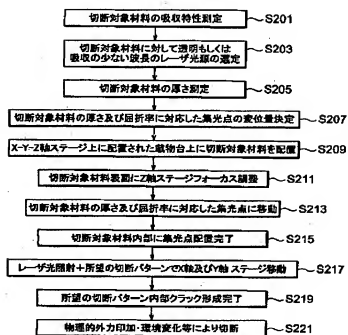 切断対象材料の吸収特性測定 S201
切断対象材料に対して透明もしくは
吸収の少ない波長のレーザ光源の選定 S203
切断対象材料の厚さ測定 S205
切断対象材料の厚さ及び回折率に対応した集光点の変位量決定 S207
X-Y-Z軸ステージ上に配置された載物台上に切断対象材料を配置 S209
切断対象材料表面にZ軸ステージフォーカス調整 S211
切断対象材料の厚さ及び回折率に対応した集光点に移動 S213
切断対象材料内部に集光点配置完了 S215
レーザ光照射+所望の切断パターンでX軸及びY軸 ステージ移動 S217
所望の切断パターン内部クラック形成完了 S219
物理的外力印加・環境変化等により切断 S221